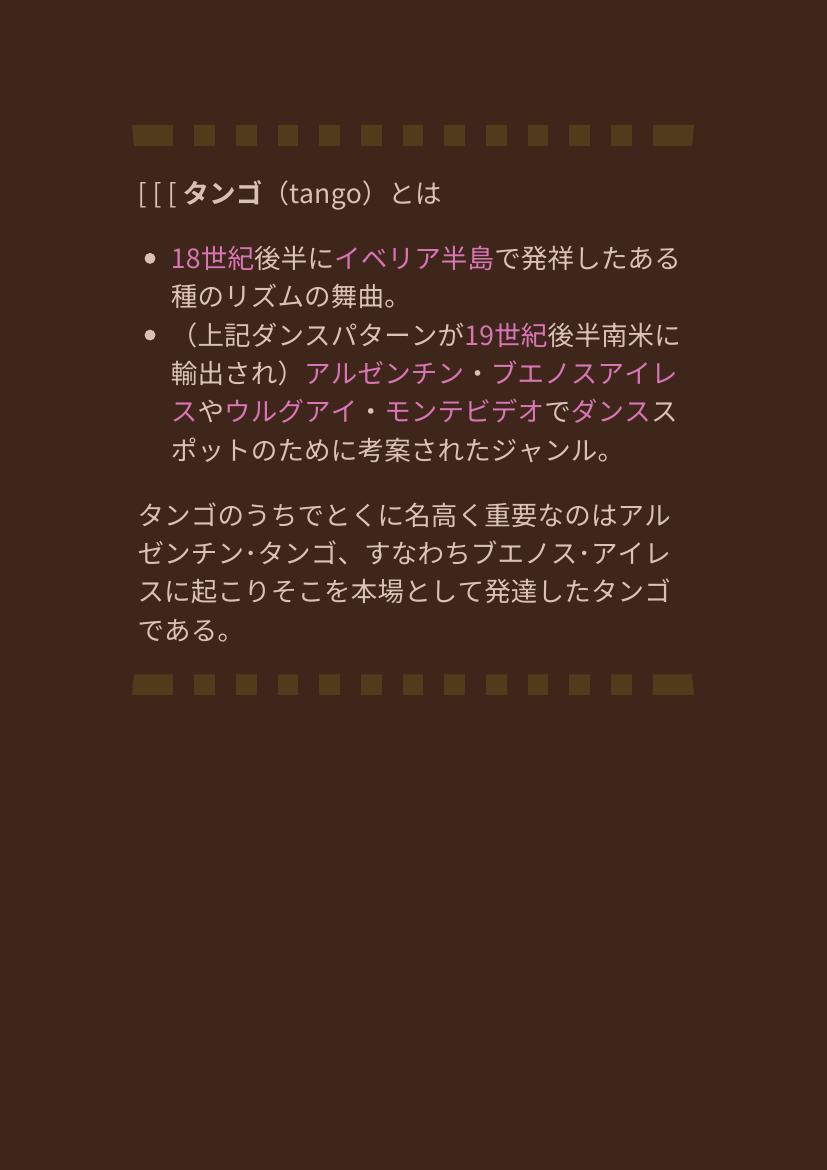 [ [ [ タンゴ（tango）とは
• 18世紀後半にイベリア半島で発祥したある
種のリズムの舞曲。
• （上記ダンスパターンが19世紀後半南米に
輸出され）アルゼンチン・ブエノスアイレ
スやウルグアイ・モンテビデオでダンスス
ポットのために考案されたジャンル。
タンゴのうちでとくに名高く重要なのはアル
ゼンチン·タンゴ、すなわちブエノス·アイレ
スに起こりそこを本場として発達したタンゴ
である。